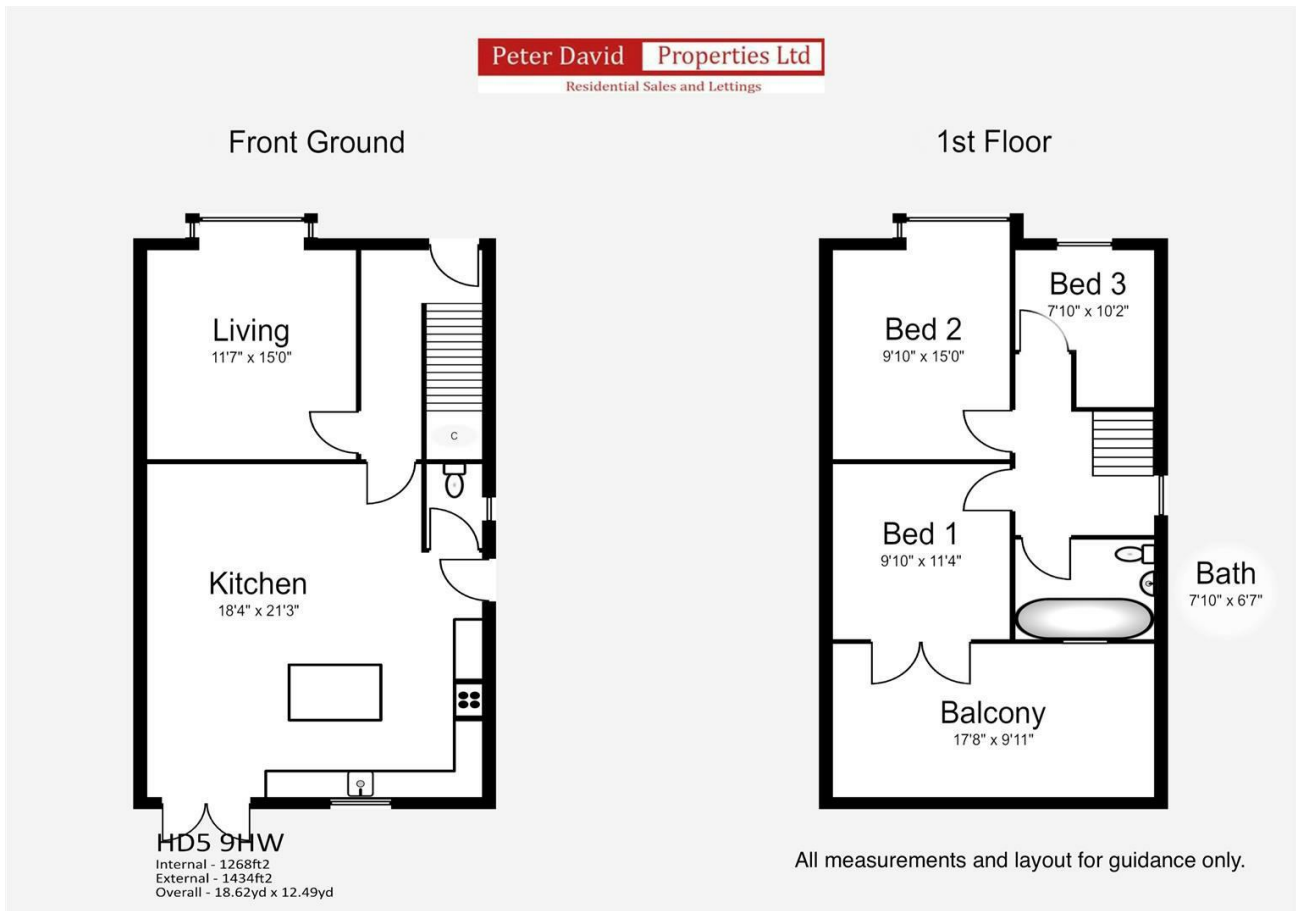 Peter David Properties Ltd
Residential Sales and Lettings
Front Ground
1st Floor
Living
11'7" x 15'0"
C
Kitchen
18'4" x 21'3"
Bed 2
9'10" x 15'0"
Bed 3
7'10" x 10'2"
Bed 1
9'10" x 11'4"
Bath
7'10" x 6'7"
Balcony
17'8" x 9'11"
HD5 9HW
Internal - 1268ft2
External - 1434ft2
Overall - 18.62yd x 12.49yd
All measurements and layout for guidance only.